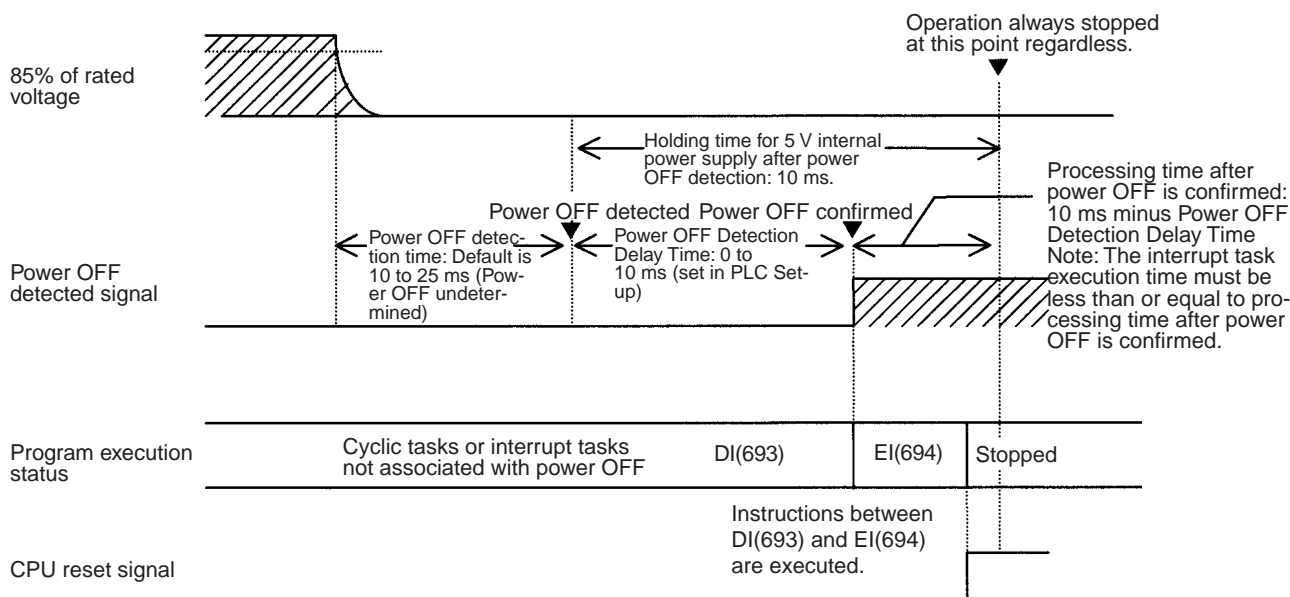 Operation always stopped
at this point regardless.
85% of rated
voltage
Holding time for 5 V internal
power supply after power
OFF detection: 10 ms.
Processing time after
power OFF is confirmed:
10 ms minus Power OFF
Detection Delay Time
Note: The interrupt task
execution time must be
less than or equal to pro-
cessing time after power
OFF is confirmed.
Power OFF detected
Power OFF confirmed
Power OFF detec-
tion time: Default is
10 to 25 ms (Pow-
er OFF undeter-
mined)
Power OFF Detection
Delay Time: 0 to
10 ms (set in PLC Set-
up)
Power OFF
detected signal
Program execution
status
Cyclic tasks or interrupt tasks
not associated with power OFF
DI(693)
EI(694)
Stopped
Instructions between
DI(693) and EI(694)
are executed.
CPU reset signal